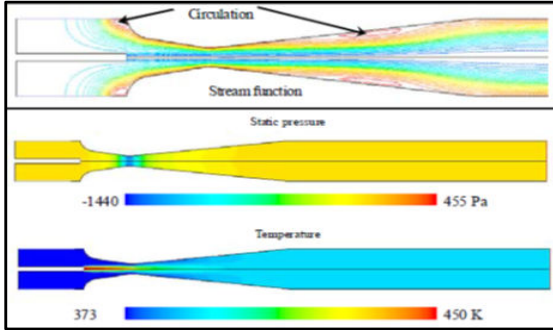 Circulation
Stream function
Static pressure
-1440 455 Pa
Temperature
373 450 K